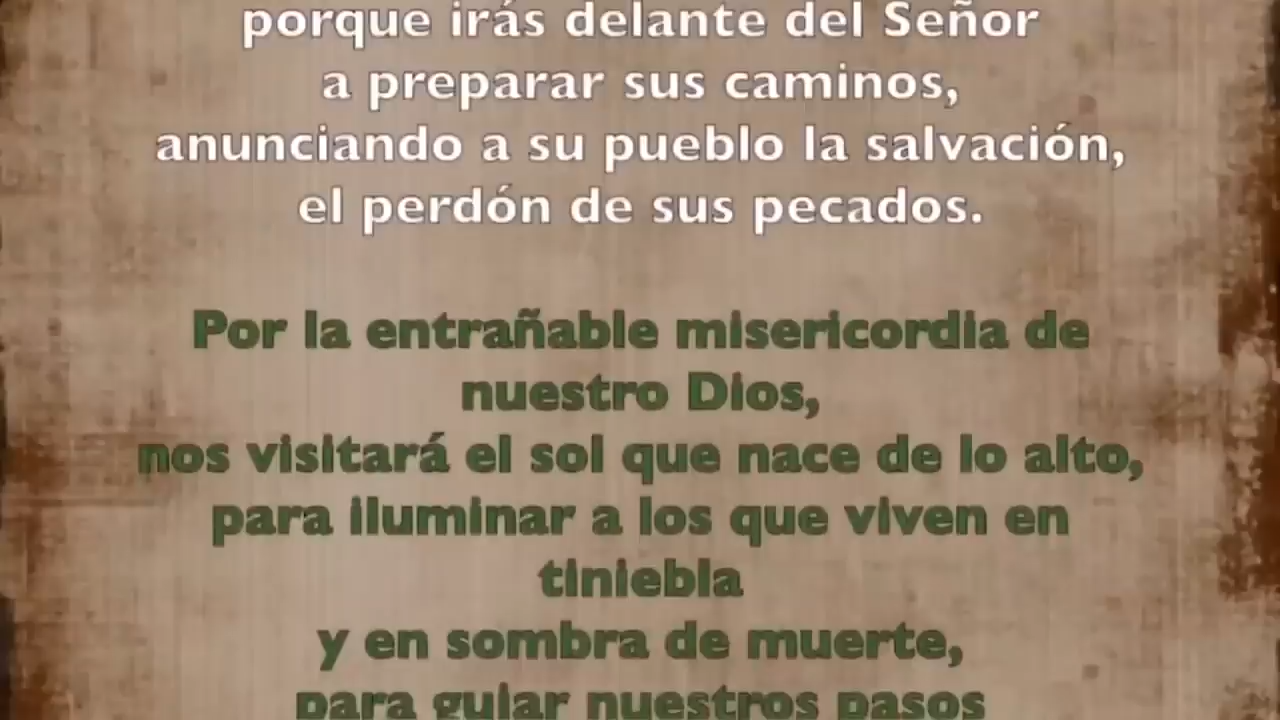 porque irás delante del Señor
a preparar sus caminos,
anunciando a su pueblo la salvación,
el perdón de sus pecados.
Por la entrañable misericordia de
nuestro Dios,
nos visitará el sol que nace de lo alto,
para iluminar a los que viven en
tiniebla
y en sombra de muerte,
para guiar nuestros pasos